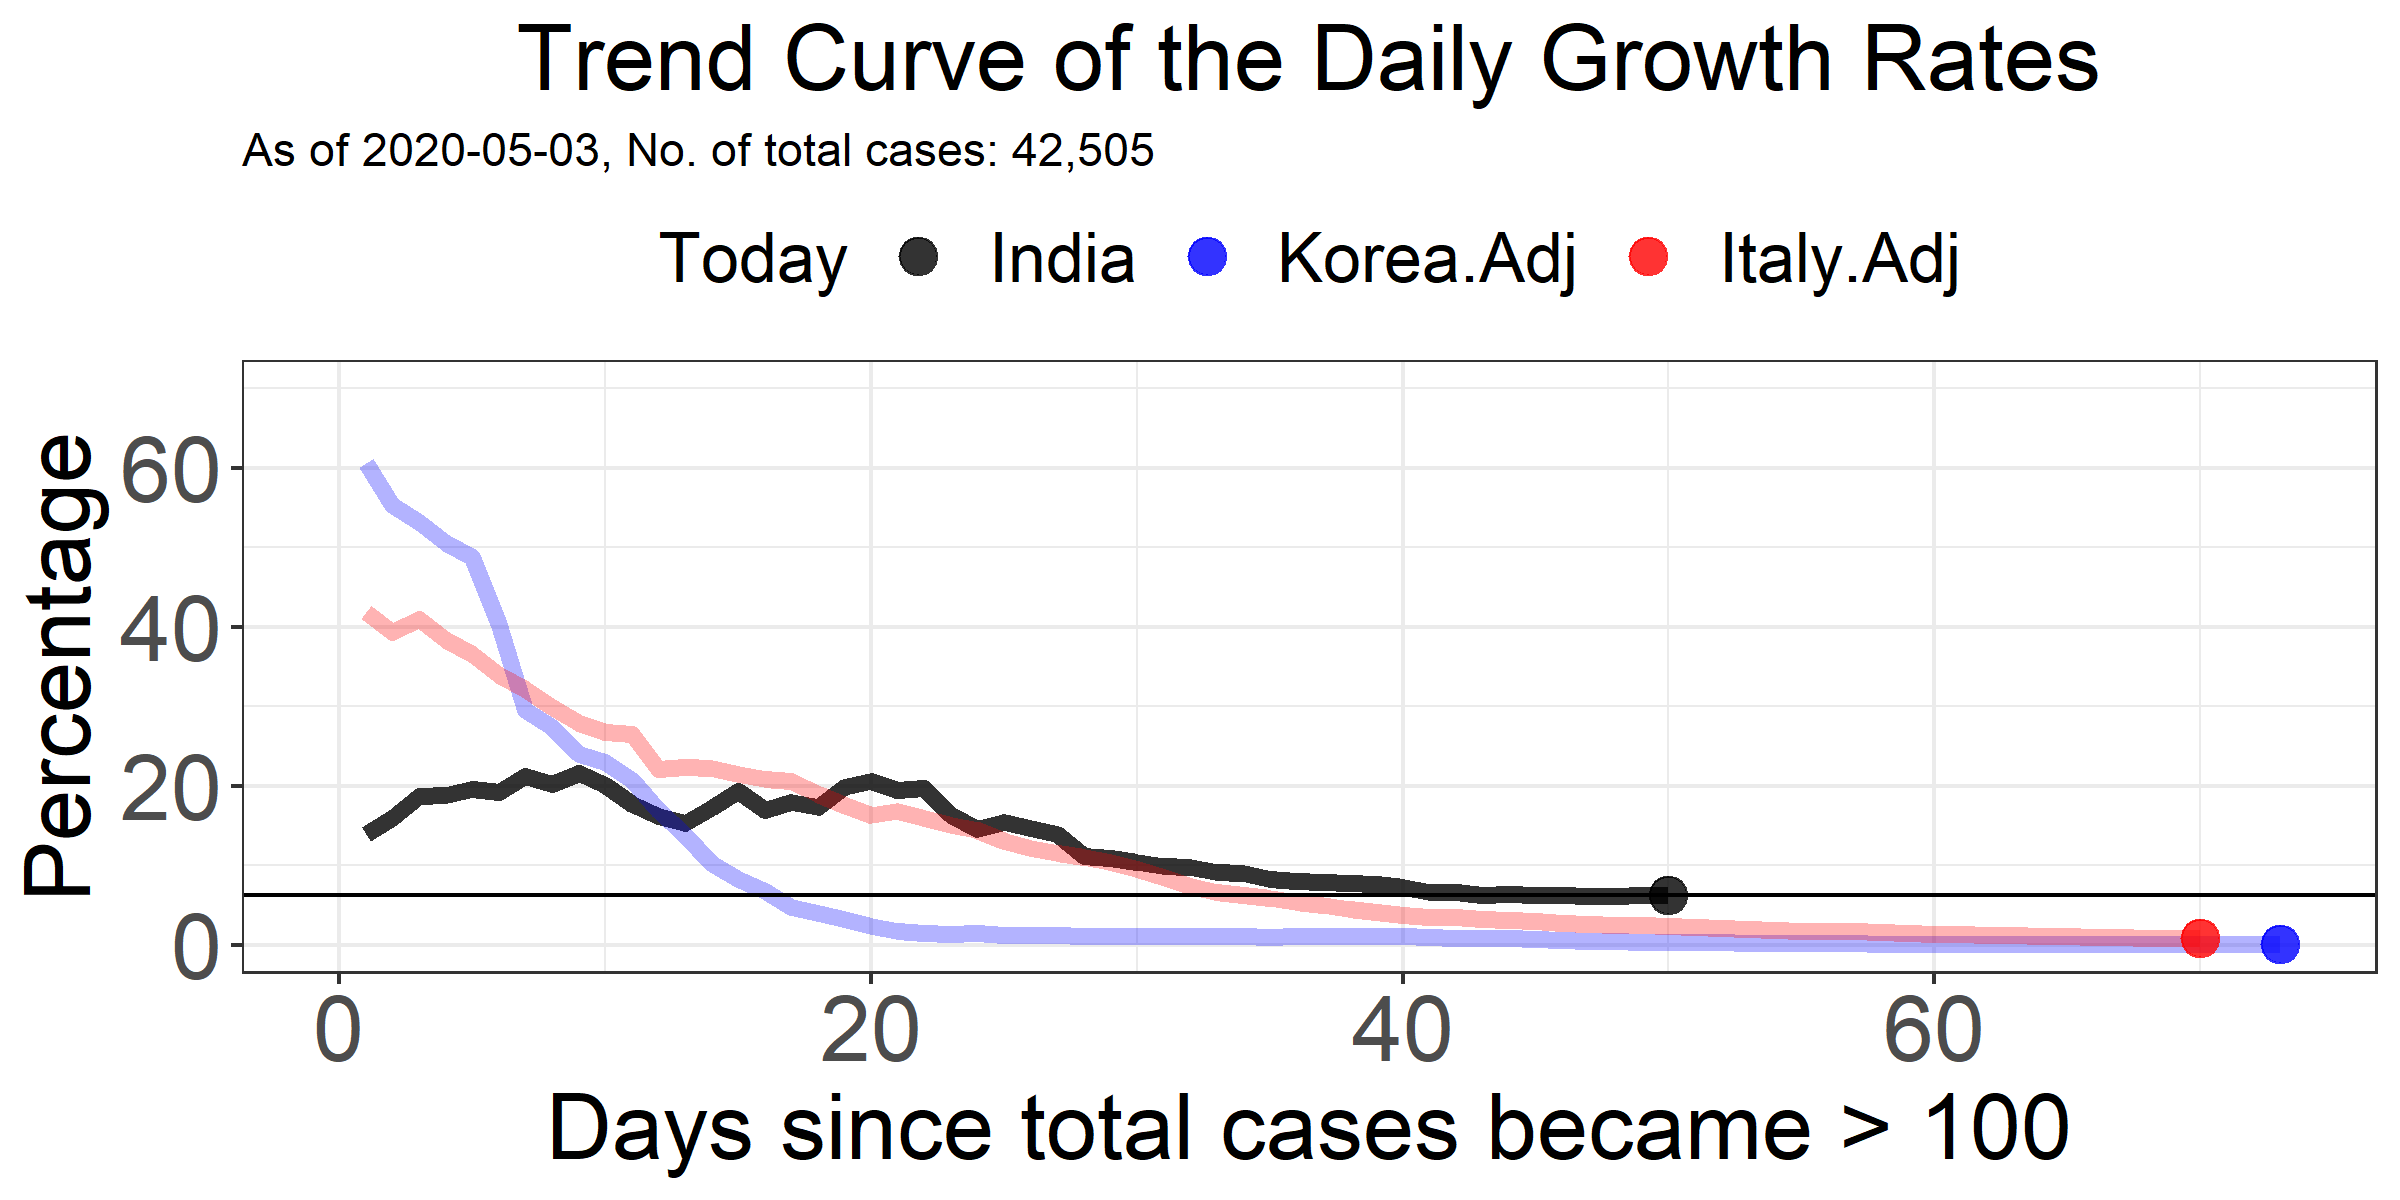 Trend Curve of the Daily Growth Rates
As of 2020-05-03, No. of total cases: 42,505
Today India Korea.Adj Italy.Adj
Percentage
60
40
20
0
0 20 40 60
Days since total cases became > 100